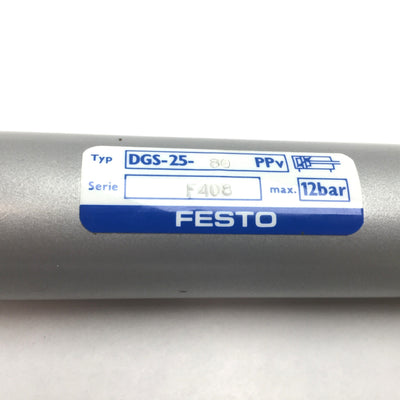 Typ DGS-25- 80 PPv
Serie F408 max. 12bar
FESTO